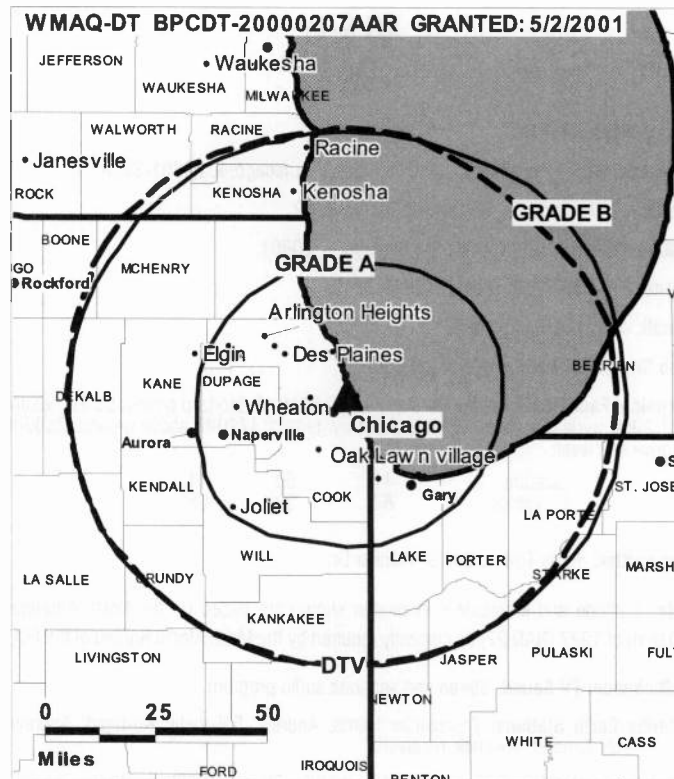 WMAQ-DT BPCDT-20000207AAR GRANTED: 5/2/2001
JEFFERSON
Waukesha
WAUKESHA
MILWAUKEE
WALWORTH
RACINE
Racine
Janesville
ROCK
KENOSHA
Kenosha
GRADE B
BOONE
MCHENRY
GRADE A
GO
Rockford
Arlington Heights
Elgin
Des Plaines
BERRIEN
KANE
DUPAGE
DEKALB
Wheaton
Chicago
Aurora
Naperville
Oak Lawn village
S
KENDALL
COOK
Gary
ST. JOSE
Joliet
LA PORTE
WILL
LAKE
PORTER
MARSH
LA SALLE
GRUNDY
STARKE
KANKAKEE
LIVINGSTON
DTV
JASPER
PULASKI
FULT
NEWTON
0 25 50
Miles
WHITE
CASS
FORD
IROQUOIS
BENTON